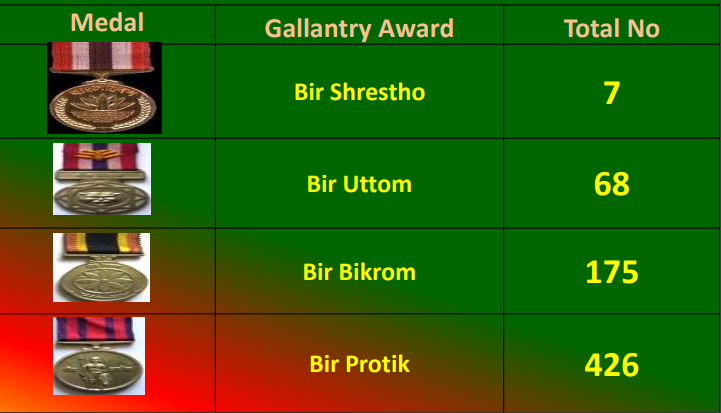 Medal Gallantry Award Total No
Bir Shrestho 7
Bir Uttom 68
Bir Bikrom 175
Bir Protik 426